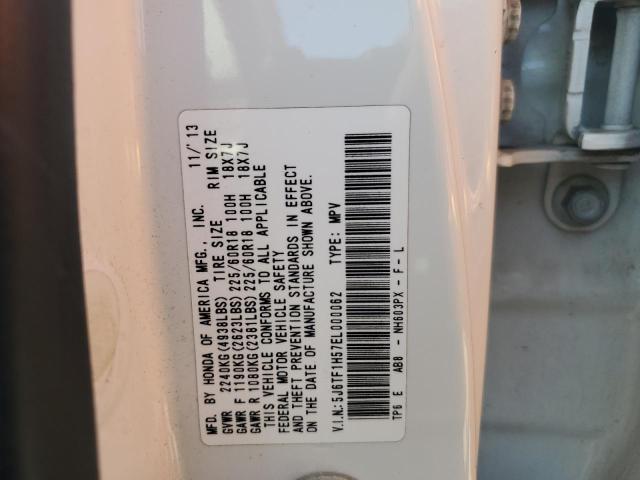 MFD. BY HONDA OF AMERICA MFG., INC. 11/'13
GVWR 2240KG(4938LBS) TIRE SIZE RIM SIZE
GAWR F 1190KG(2623LBS) 225/60R18 100H 18X7J
GAWR R 1080KG(2381LBS) 225/60R18 100H 18X7J
THIS VEHICLE CONFORMS TO ALL APPLICABLE
FEDERAL MOTOR VEHICLE SAFETY
AND THEFT PREVENTION STANDARDS IN EFFECT
ON THE DATE OF MANUFACTURE SHOWN ABOVE.
V.I.N:5J6TF1H57EL000062 TYPE: MPV
TP6 E AB8 - NH603PX - F - L